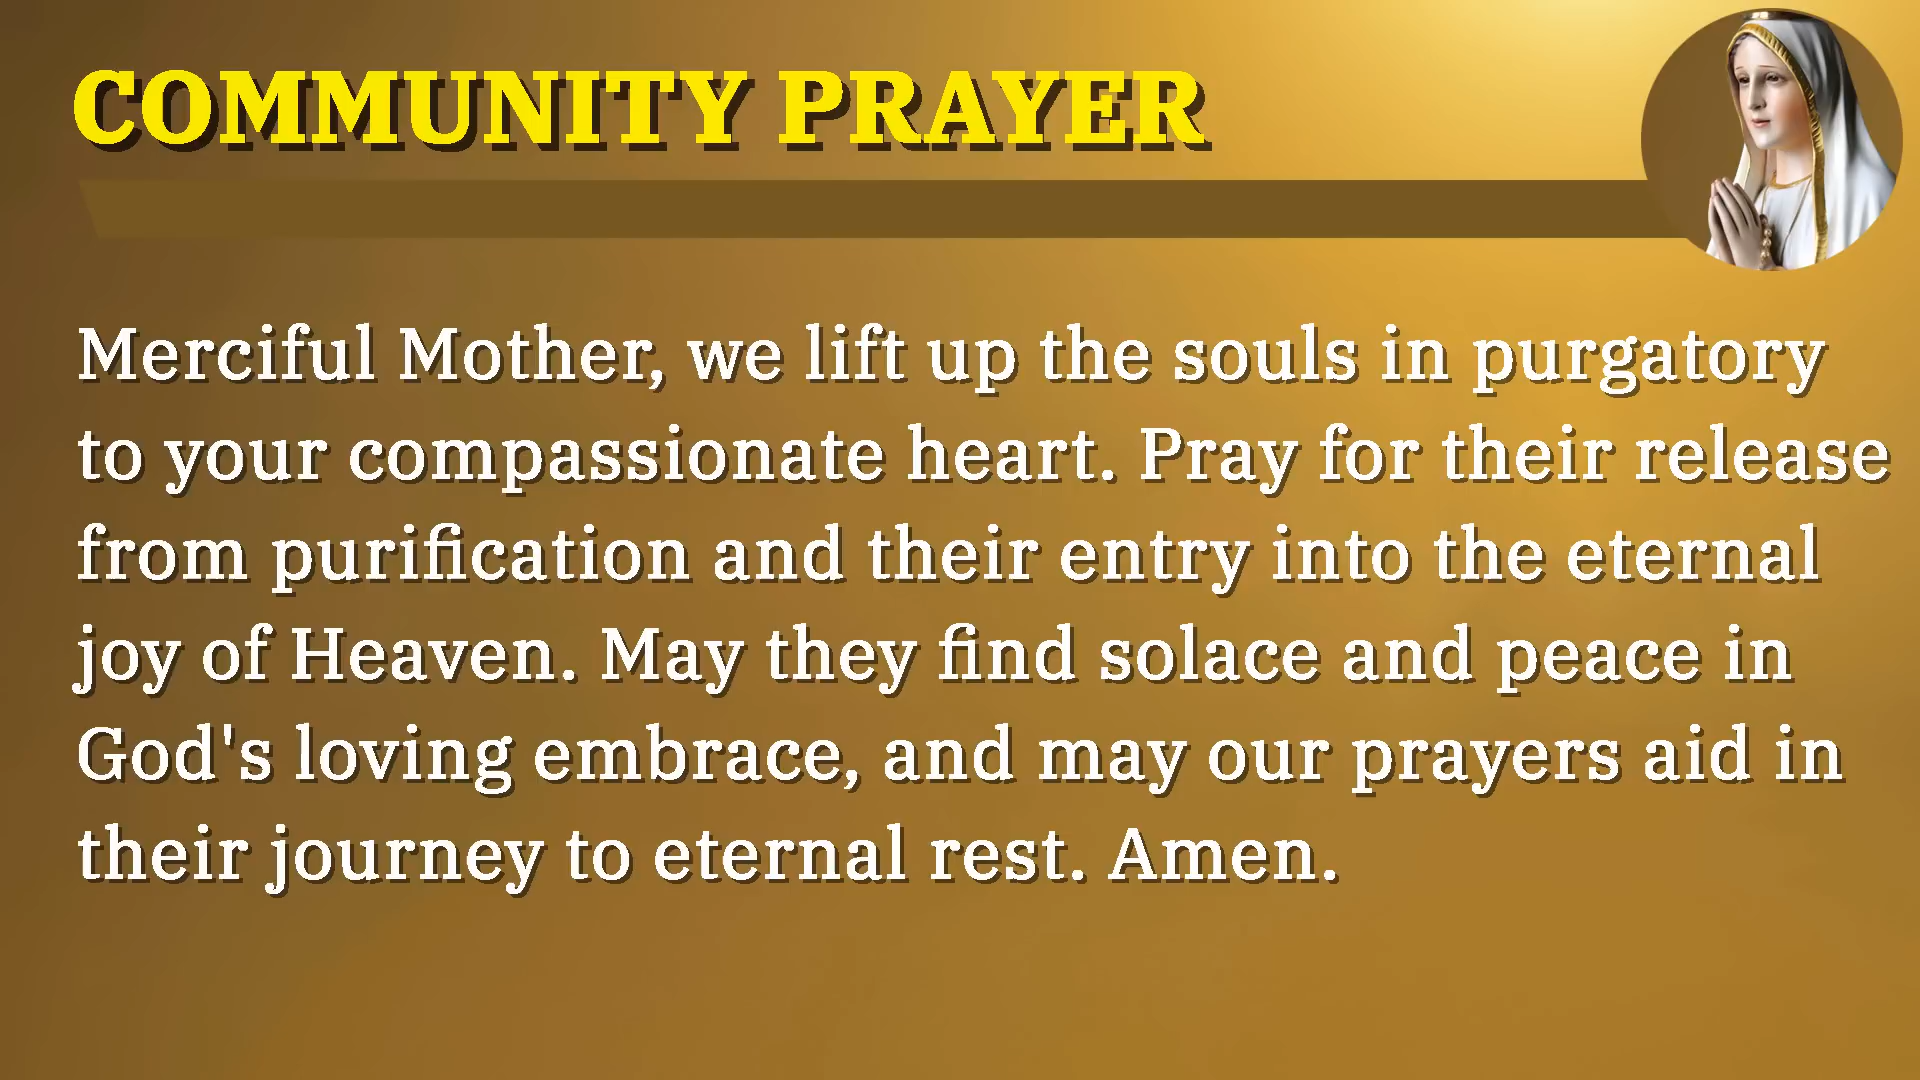 COMMUNITY PRAYER
Merciful Mother, we lift up the souls in purgatory
to your compassionate heart. Pray for their release
from purification and their entry into the eternal
joy of Heaven. May they find solace and peace in
God's loving embrace, and may our prayers aid in
their journey to eternal rest. Amen.